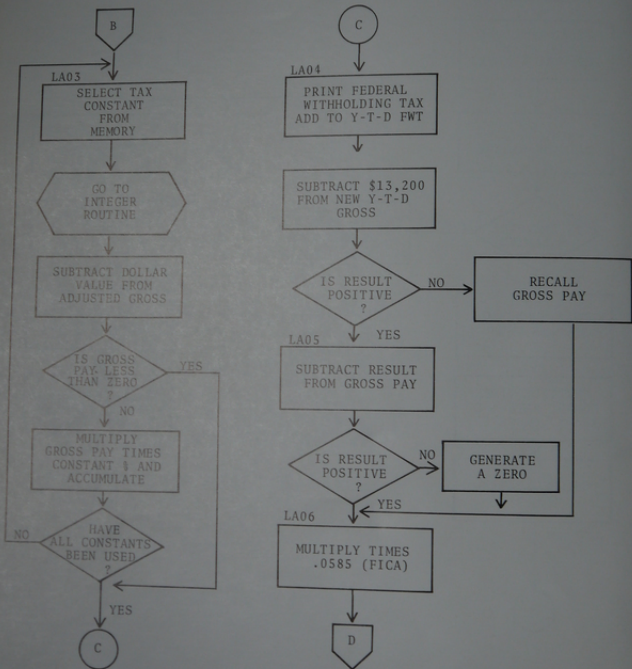 B
LA03
SELECT TAX
CONSTANT
FROM
MEMORY
GO TO
INTEGER
ROUTINE
SUBTRACT DOLLAR
VALUE FROM
ADJUSTED GROSS
IS GROSS
PAY LESS
THAN ZERO
?
YES
NO
MULTIPLY
GROSS PAY TIMES
CONSTANT % AND
ACCUMULATE
NO
HAVE
ALL CONSTANTS
BEEN USED
?
YES
C
C
LA04
PRINT FEDERAL
WITHHOLDING TAX
ADD TO Y-T-D FWT
SUBTRACT $13,200
FROM NEW Y-T-D
GROSS
IS RESULT
POSITIVE
?
NO
RECALL
GROSS PAY
YES
LA05
SUBTRACT RESULT
FROM GROSS PAY
IS RESULT
POSITIVE
?
NO
GENERATE
A ZERO
YES
LA06
MULTIPLY TIMES
.0585 (FICA)
D